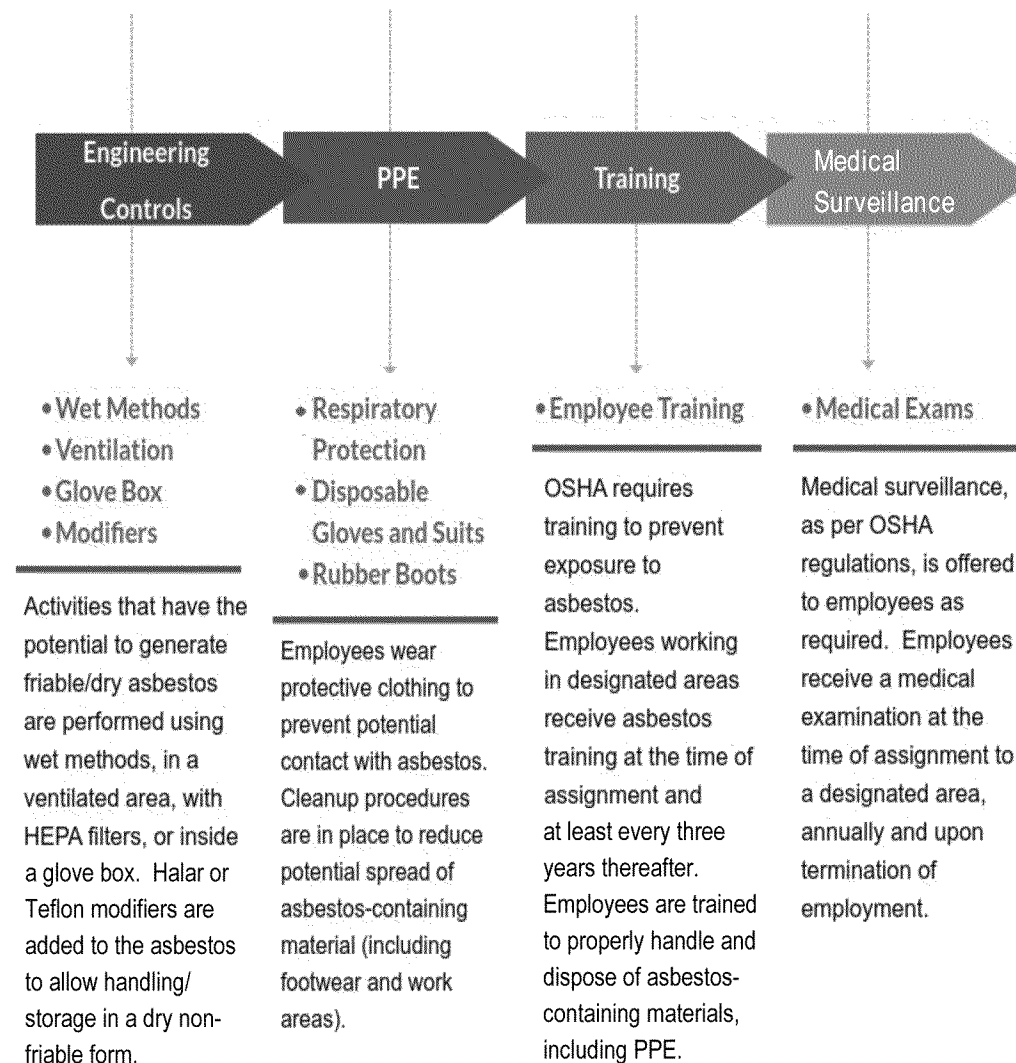 Engineering
Controls
PPE
Training
Medical
Surveillance
• Wet Methods
• Ventilation
• Glove Box
• Modifiers
Activities that have the
potential to generate
friable/dry asbestos
are performed using
wet methods, in a
ventilated area, with
HEPA filters, or inside
a glove box. Halar or
Teflon modifiers are
added to the asbestos
to allow handling/
storage in a dry non-
friable form.
• Respiratory
Protection
• Disposable
Gloves and Suits
• Rubber Boots
Employees wear
protective clothing to
prevent potential
contact with asbestos.
Cleanup procedures
are in place to reduce
potential spread of
asbestos-containing
material (including
footwear and work
areas).
• Employee Training
OSHA requires
training to prevent
exposure to
asbestos.
Employees working
in designated areas
receive asbestos
training at the time of
assignment and
at least every three
years thereafter.
Employees are trained
to properly handle and
dispose of asbestos-
containing materials,
including PPE.
• Medical Exams
Medical surveillance,
as per OSHA
regulations, is offered
to employees as
required. Employees
receive a medical
examination at the
time of assignment to
a designated area,
annually and upon
termination of
employment.